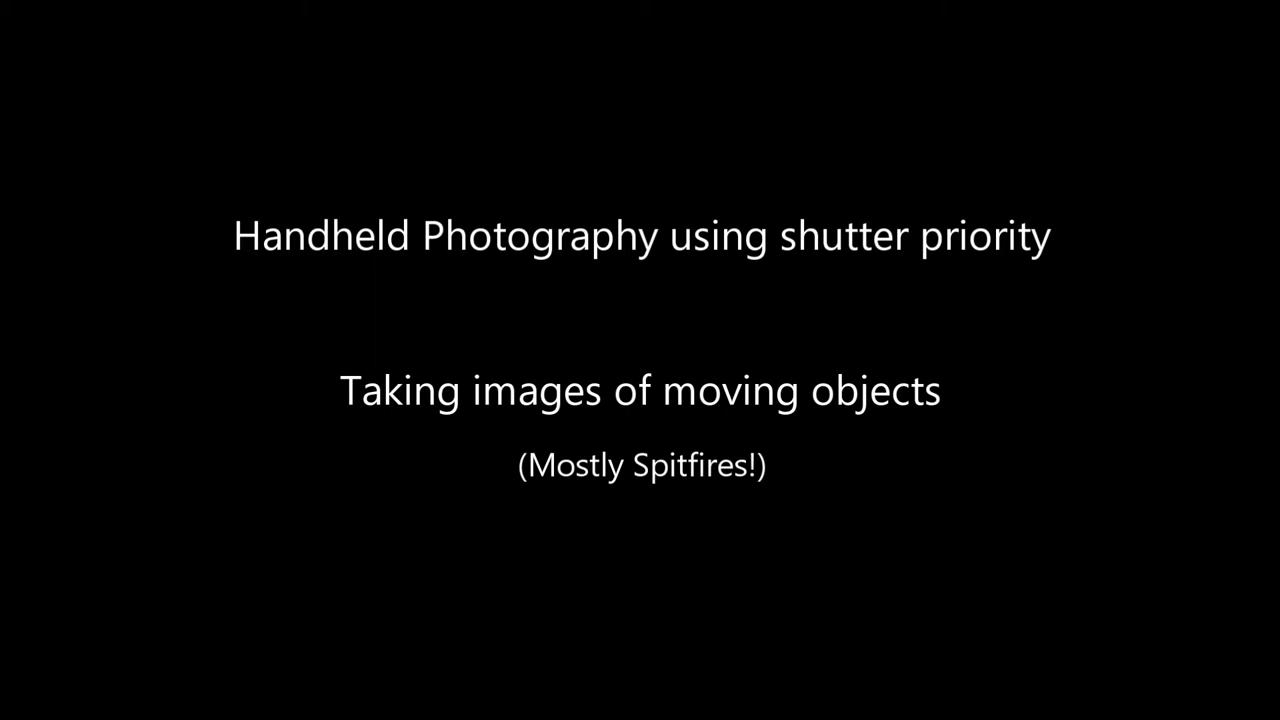 Handheld Photography using shutter priority
Taking images of moving objects
(Mostly Spitfires!)